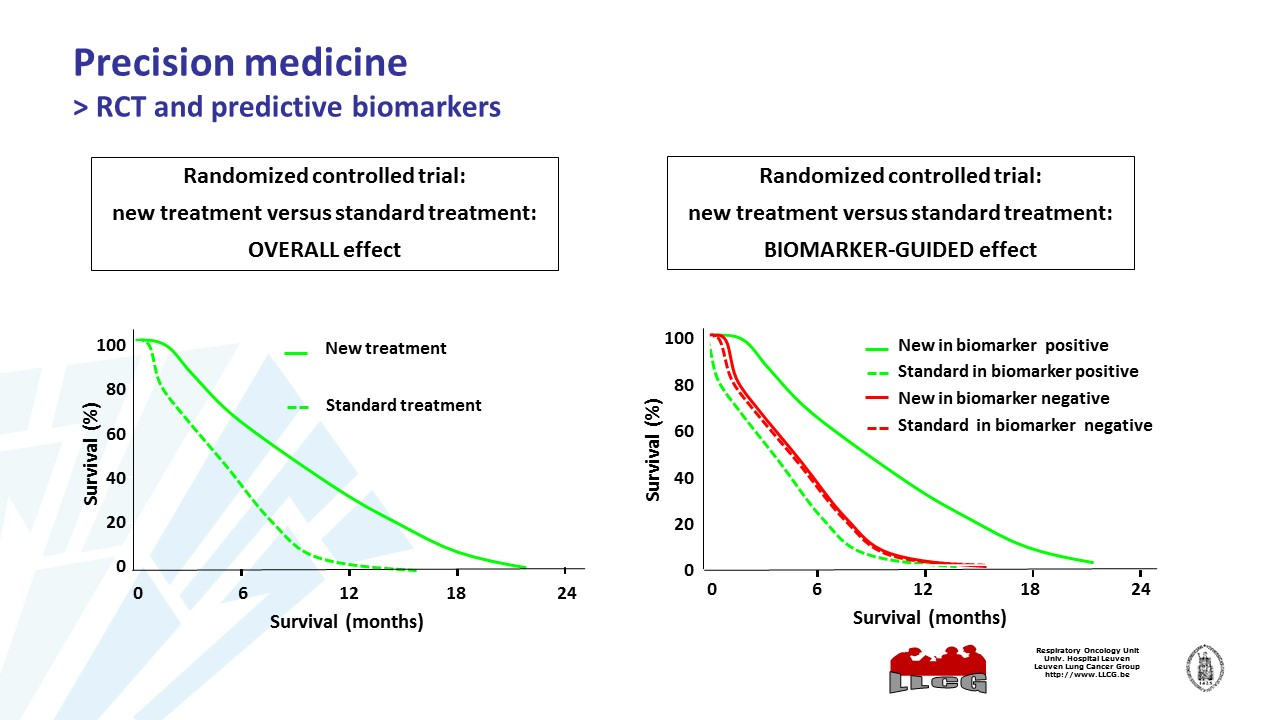 Precision medicine
> RCT and predictive biomarkers
Randomized controlled trial:
new treatment versus standard treatment:
OVERALL effect
Randomized controlled trial:
new treatment versus standard treatment:
BIOMARKER-GUIDED effect
100
80
60
40
20
0
Survival (%)
New treatment
Standard treatment
0 6 12 18 24
Survival (months)
100
80
60
40
20
0
Survival (%)
New in biomarker positive
Standard in biomarker positive
New in biomarker negative
Standard in biomarker negative
0 6 12 18 24
Survival (months)
LLCG
Respiratory Oncology Unit
Univ. Hospital Leuven
Leuven Lung Cancer Group
http://www.LLCG.be